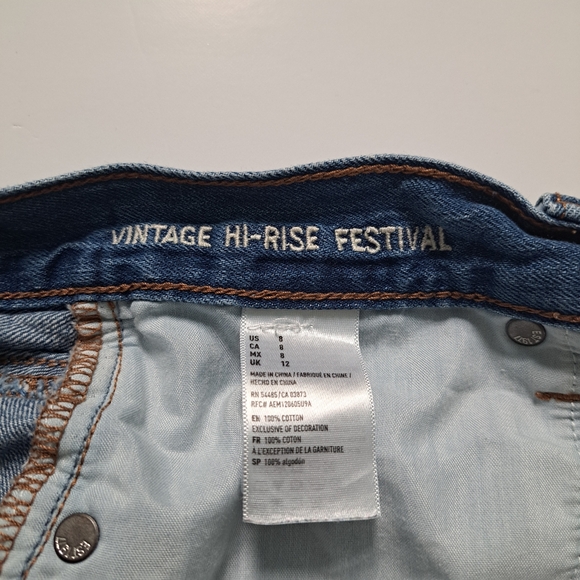 VINTAGE HI-RISE FESTIVAL
US 8
CA 8
MX 8
UK 12
MADE IN CHINA / FABRIQUÉ EN CHINE /
HECHO EN CHINA
RN 54485/CA 03873
RFC# AEM120605U9A
EN 100% COTTON
EXCLUSIVE OF DECORATION
FR 100% COTON
À L'EXCEPTION DE LA GARNITURE
SP 100% algodón